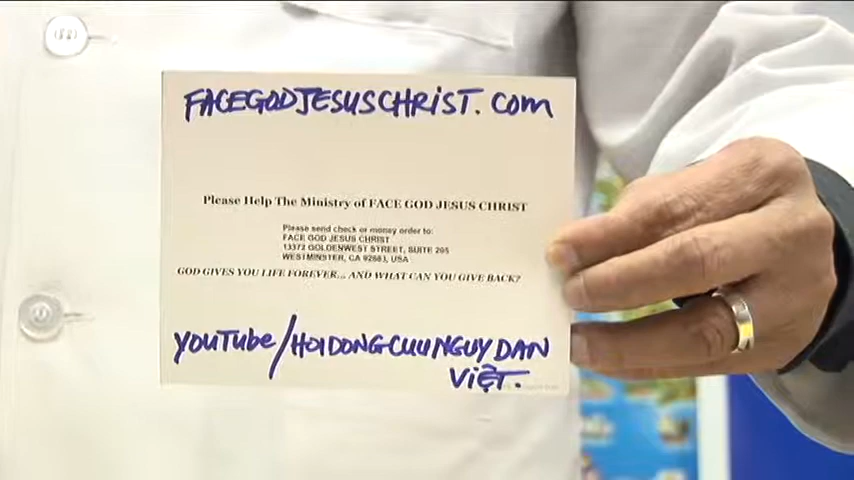 FACEGODJESUSCHRIST.COM
Please Help The Ministry of FACE GOD JESUS CHRIST
Please send check or money order to:
FACE GOD JESUS CHRIST
13372 GOLDENWEST STREET, SUITE 205
WESTMINSTER, CA 92683, USA
GOD GIVES YOU LIFE FOREVER... AND WHAT CAN YOU GIVE BACK?
YOUTube/HOIDONGCUUNGUYDAN
VIỆT.